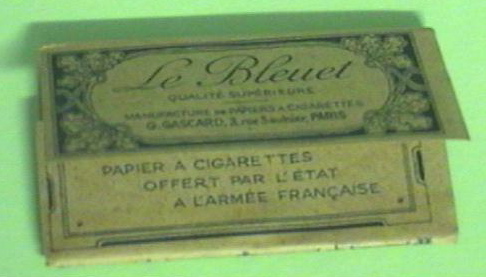 Le Bleuet
QUALITÉ SUPÉRIEURE
MANUFACTURE DE PAPIERS A CIGARETTES
G. GASCARD, 3, rue Saulnier, PARIS
PAPIER A CIGARETTES
OFFERT PAR L'ÉTAT
A L'ARMÉE FRANÇAISE